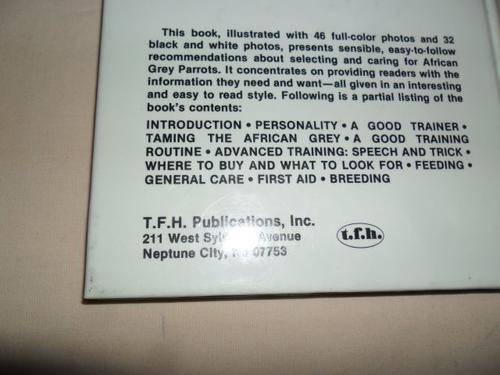 This book, illustrated with 46 full-color photos and 32
black and white photos, presents sensible, easy-to-follow
recommendations about selecting and caring for African
Grey Parrots. It concentrates on providing readers with the
information they need and want—all given in an interesting
and easy to read style. Following is a partial listing of the
book's contents:
INTRODUCTION • PERSONALITY • A GOOD TRAINER •
TAMING THE AFRICAN GREY • A GOOD TRAINING
ROUTINE • ADVANCED TRAINING: SPEECH AND TRICK •
WHERE TO BUY AND WHAT TO LOOK FOR • FEEDING •
GENERAL CARE • FIRST AID • BREEDING
T.F.H. Publications, Inc.
211 West Avenue
Neptune City, 07753
t.f.h.